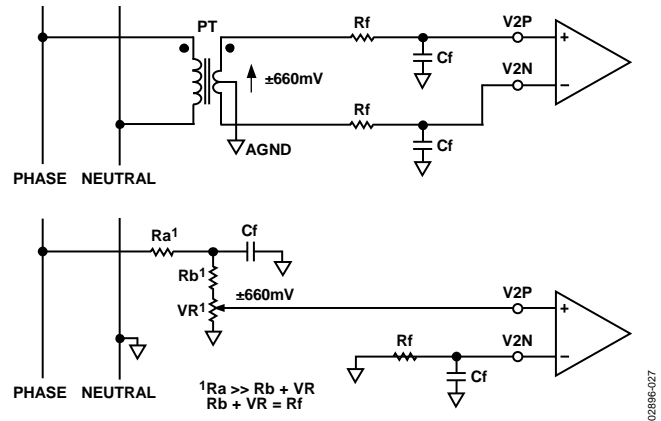 PT
Rf
V2P
+
Cf
±660mV
V2N
Rf
−
AGND
Cf
PHASE NEUTRAL
Ra1
Cf
Rb1
±660mV
VR1
V2P
+
Rf
V2N
−
Cf
PHASE NEUTRAL
1Ra >> Rb + VR
Rb + VR = Rf
02896-027